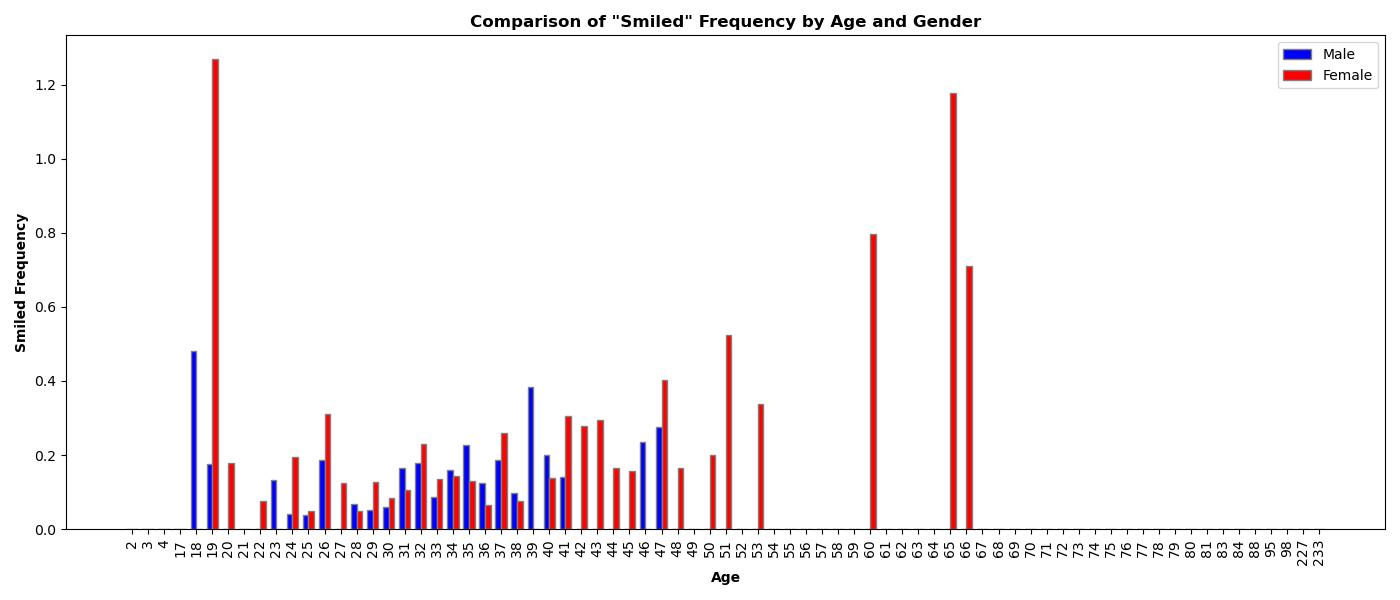 Comparison of "Smiled" Frequency by Age and Gender
Male
Female
Smiled Frequency
1.2
1.0
0.8
0.6
0.4
0.2
0.0
2 3 4 17 18 19 20 21 22 23 24 25 26 27 28 29 30 31 32 33 34 35 36 37 38 39 40 41 42 43 44 45 46 47 48 49 50 51 52 53 54 55 56 57 58 59 60 61 62 63 64 65 66 67 68 69 70 71 72 73 74 75 76 77 78 79 80 81 83 84 88 95 98 227 233
Age